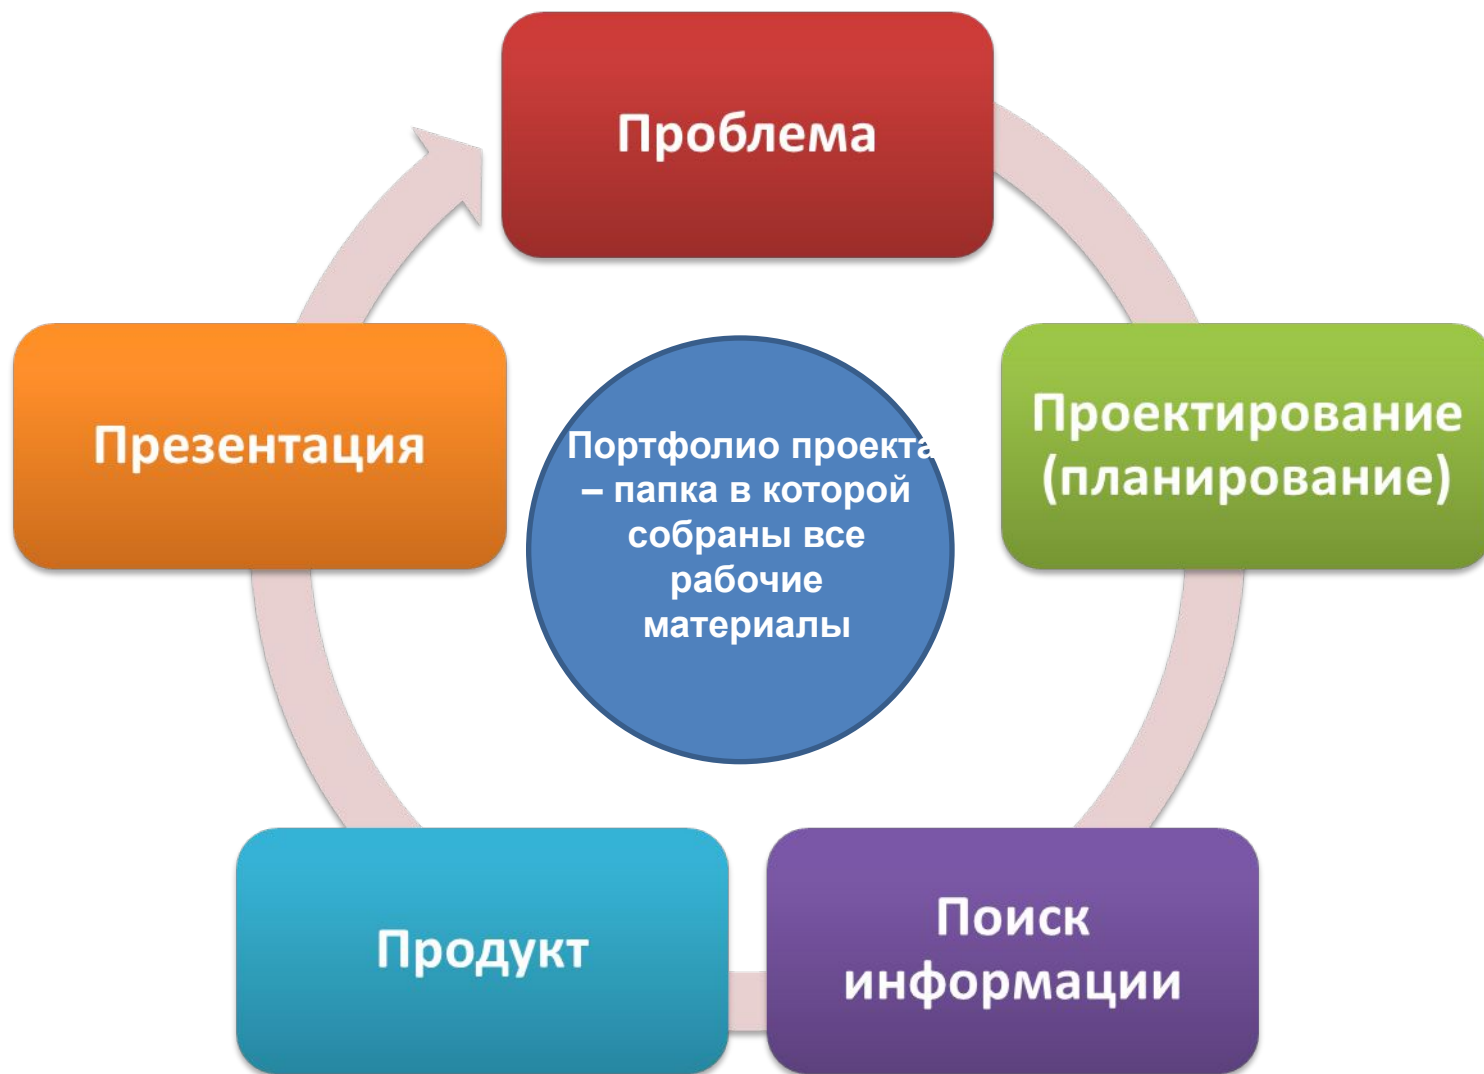 Проблема
Проектирование
(планирование)
Поиск
информации
Продукт
Презентация
Портфолио проекта
– папка в которой
собраны все
рабочие
материалы